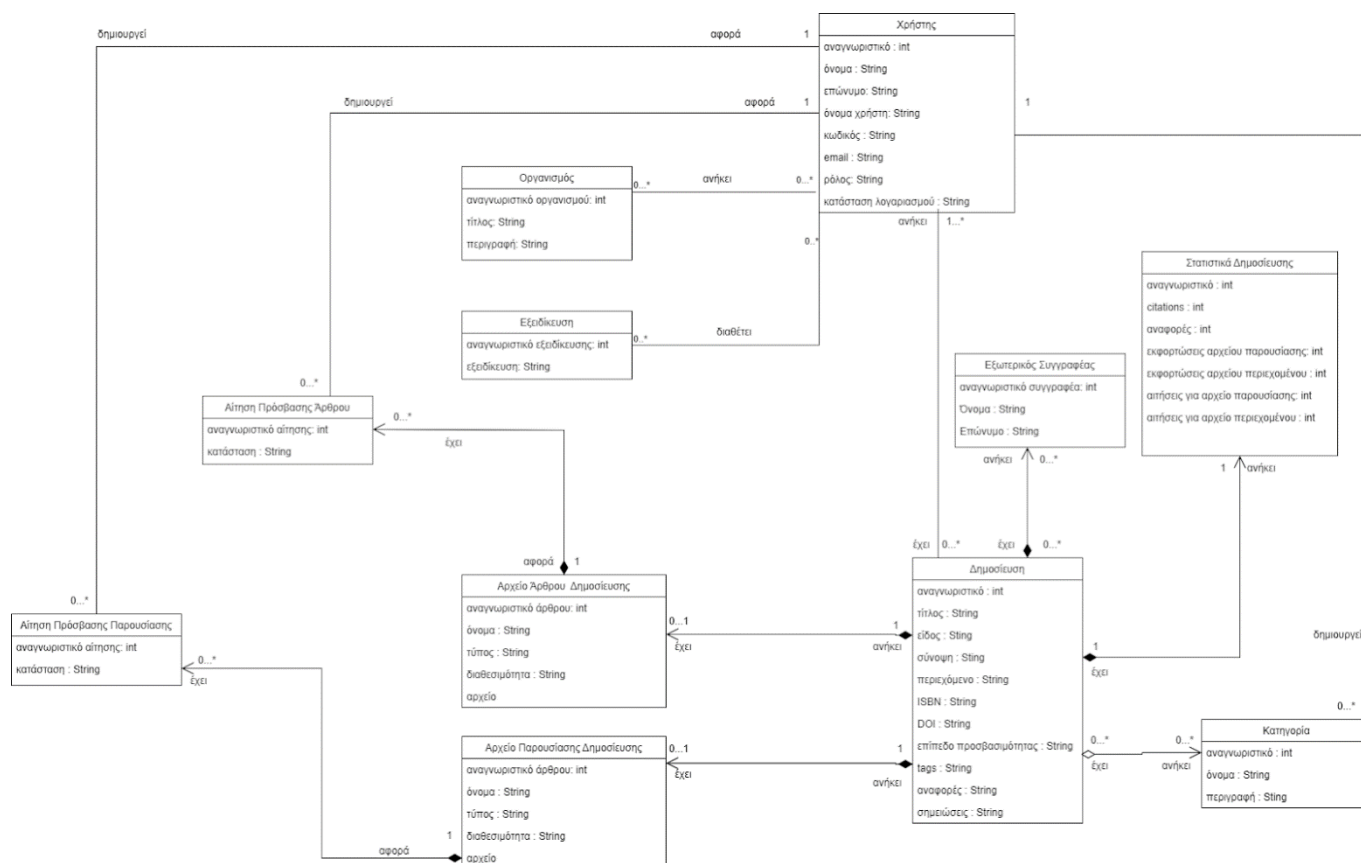 δημιουργεί
αφορά
1
δημιουργεί
αφορά
1
Χρήστης
αναγνωριστικό : int
όνομα : String
επώνυμο: String
όνομα χρήστη: String
κωδικός : String
email : String
ρόλος: String
κατάσταση λογαριασμού : String
1
Οργανισμός
αναγνωριστικό οργανισμού: int
τίτλος: String
περιγραφή: String
0...*
ανήκει
0...*
ανήκει
1...*
0..*
Εξειδίκευση
αναγνωριστικό εξειδίκευσης: int
εξειδίκευση: String
0..*
διαθέτει
Στατιστικά Δημοσίευσης
αναγνωριστικό : int
citations : int
αναφορές : int
εκφορτώσεις αρχείου παρουσίασης: int
εκφορτώσεις αρχείου περιεχομένου : int
αιτήσεις για αρχείο παρουσίασης: int
αιτήσεις για αρχείο περιεχομένου : int
1
ανήκει
Εξωτερικός Συγγραφέας
αναγνωριστικό συγγραφέα: int
Όνομα : String
Επώνυμο : String
ανήκει
0...*
0...*
Αίτηση Πρόσβασης Άρθρου
αναγνωριστικό αίτησης: int
κατάσταση : String
0...*
έχει
αφορά
1
Αρχείο Άρθρου Δημοσίευσης
αναγνωριστικό άρθρου: int
όνομα : String
τύπος : String
διαθεσιμότητα : String
αρχείο
0...1
έχει
1
ανήκει
έχει
0...*
έχει
0...*
Δημοσίευση
αναγνωριστικό : int
τίτλος : String
είδος : Sting
σύνοψη : Sting
περιεχόμενο : String
ISBN : String
DOI : String
επίπεδο προσβασιμότητας : String
tags : String
αναφορές : String
σημειώσεις : String
1
έχει
0...*
Αίτηση Πρόσβασης Παρουσίασης
αναγνωριστικό αίτησης: int
κατάσταση : String
0...*
έχει
Αρχείο Παρουσίασης Δημοσίευσης
αναγνωριστικό άρθρου: int
όνομα : String
τύπος : String
διαθεσιμότητα : String
αρχείο
0...1
έχει
1
ανήκει
1
αφορά
0...*
έχει
0...*
ανήκει
δημιουργεί
0...*
Κατηγορία
αναγνωριστικό : int
όνομα : String
περιγραφή : Sting